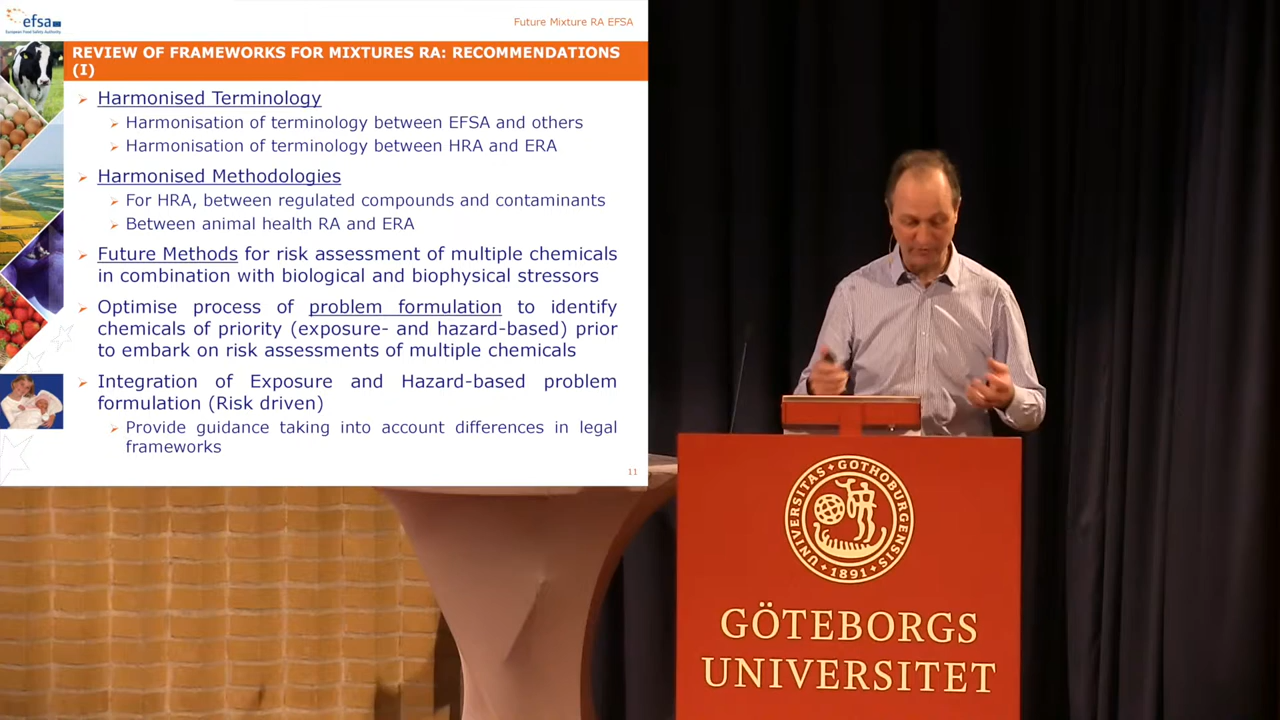 efsa
European Food Safety Authority
Future Mixture RA EFSA
REVIEW OF FRAMEWORKS FOR MIXTURES RA: RECOMMENDATIONS
(I)
Harmonised Terminology
Harmonisation of terminology between EFSA and others
Harmonisation of terminology between HRA and ERA
Harmonised Methodologies
For HRA, between regulated compounds and contaminants
Between animal health RA and ERA
Future Methods for risk assessment of multiple chemicals
in combination with biological and biophysical stressors
Optimise process of problem formulation to identify
chemicals of priority (exposure- and hazard-based) prior
to embark on risk assessments of multiple chemicals
Integration of Exposure and Hazard-based problem
formulation (Risk driven)
Provide guidance taking into account differences in legal
frameworks
11
UNIVERSITAS · GOTHOBURGENSIS
· 1891 ·
GÖTEBORGS
UNIVERSITET